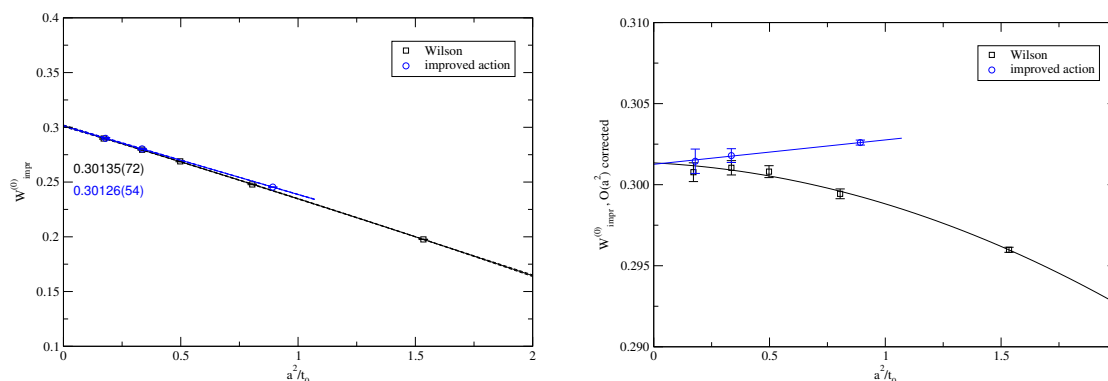 0.4
0.35
0.3
0.25
0.2
0.15
0.1
W^(0)_impr
Wilson
improved action
0.30135(72)
0.30126(54)
0
0.5
1
1.5
2
a²/t₀
0.310
0.305
0.300
0.295
0.290
W^(0)_impr, O(a²) corrected
Wilson
improved action
0
0.5
1
1.5
a²/t₀